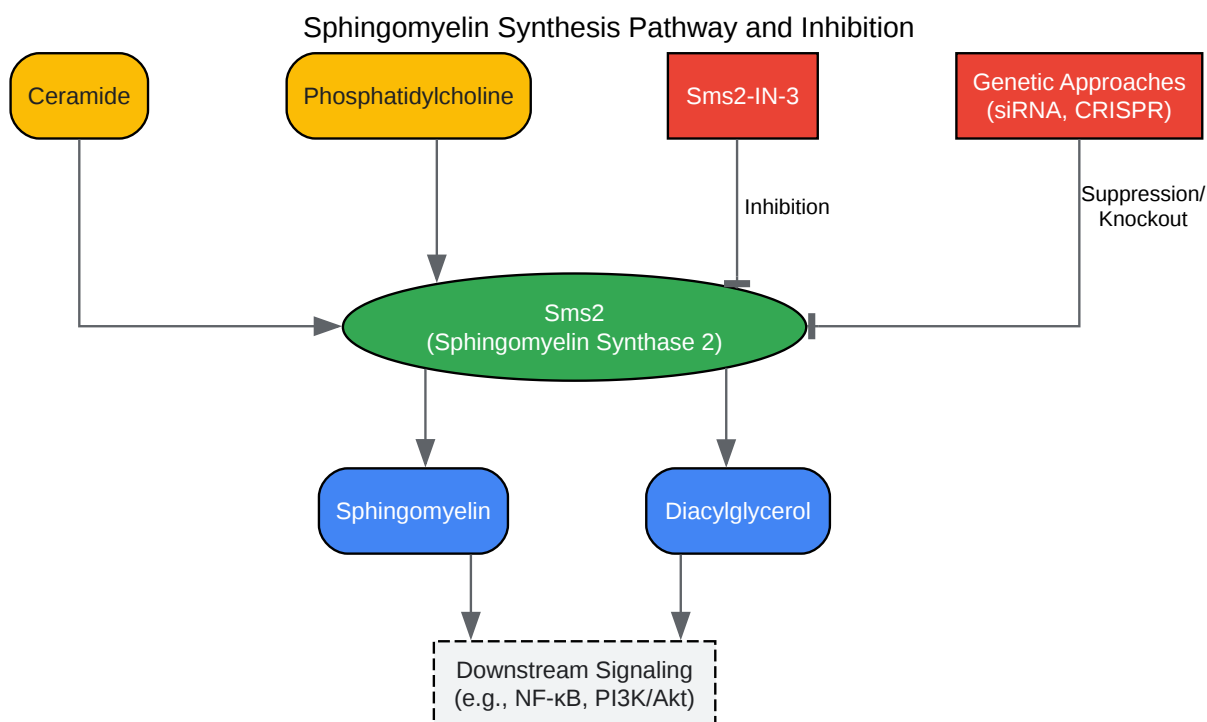 Sphingomyelin Synthesis Pathway and Inhibition
Ceramide
Phosphatidylcholine
Sms2-IN-3
Genetic Approaches
(siRNA, CRISPR)
Inhibition
Suppression/
Knockout
Sms2
(Sphingomyelin Synthase 2)
Sphingomyelin
Diacylglycerol
Downstream Signaling
(e.g., NF-κB, PI3K/Akt)